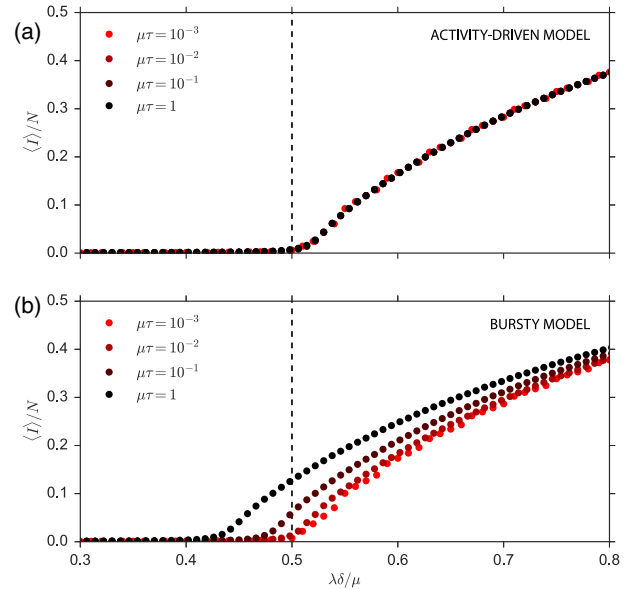 (a)
0.5
0.4
0.3
0.2
0.1
0.0
⟨I⟩/N
μτ = 10⁻³
μτ = 10⁻²
μτ = 10⁻¹
μτ = 1
ACTIVITY-DRIVEN MODEL
(b)
0.5
0.4
0.3
0.2
0.1
0.0
⟨I⟩/N
μτ = 10⁻³
μτ = 10⁻²
μτ = 10⁻¹
μτ = 1
BURSTY MODEL
0.3 0.4 0.5 0.6 0.7 0.8
λδ/μ